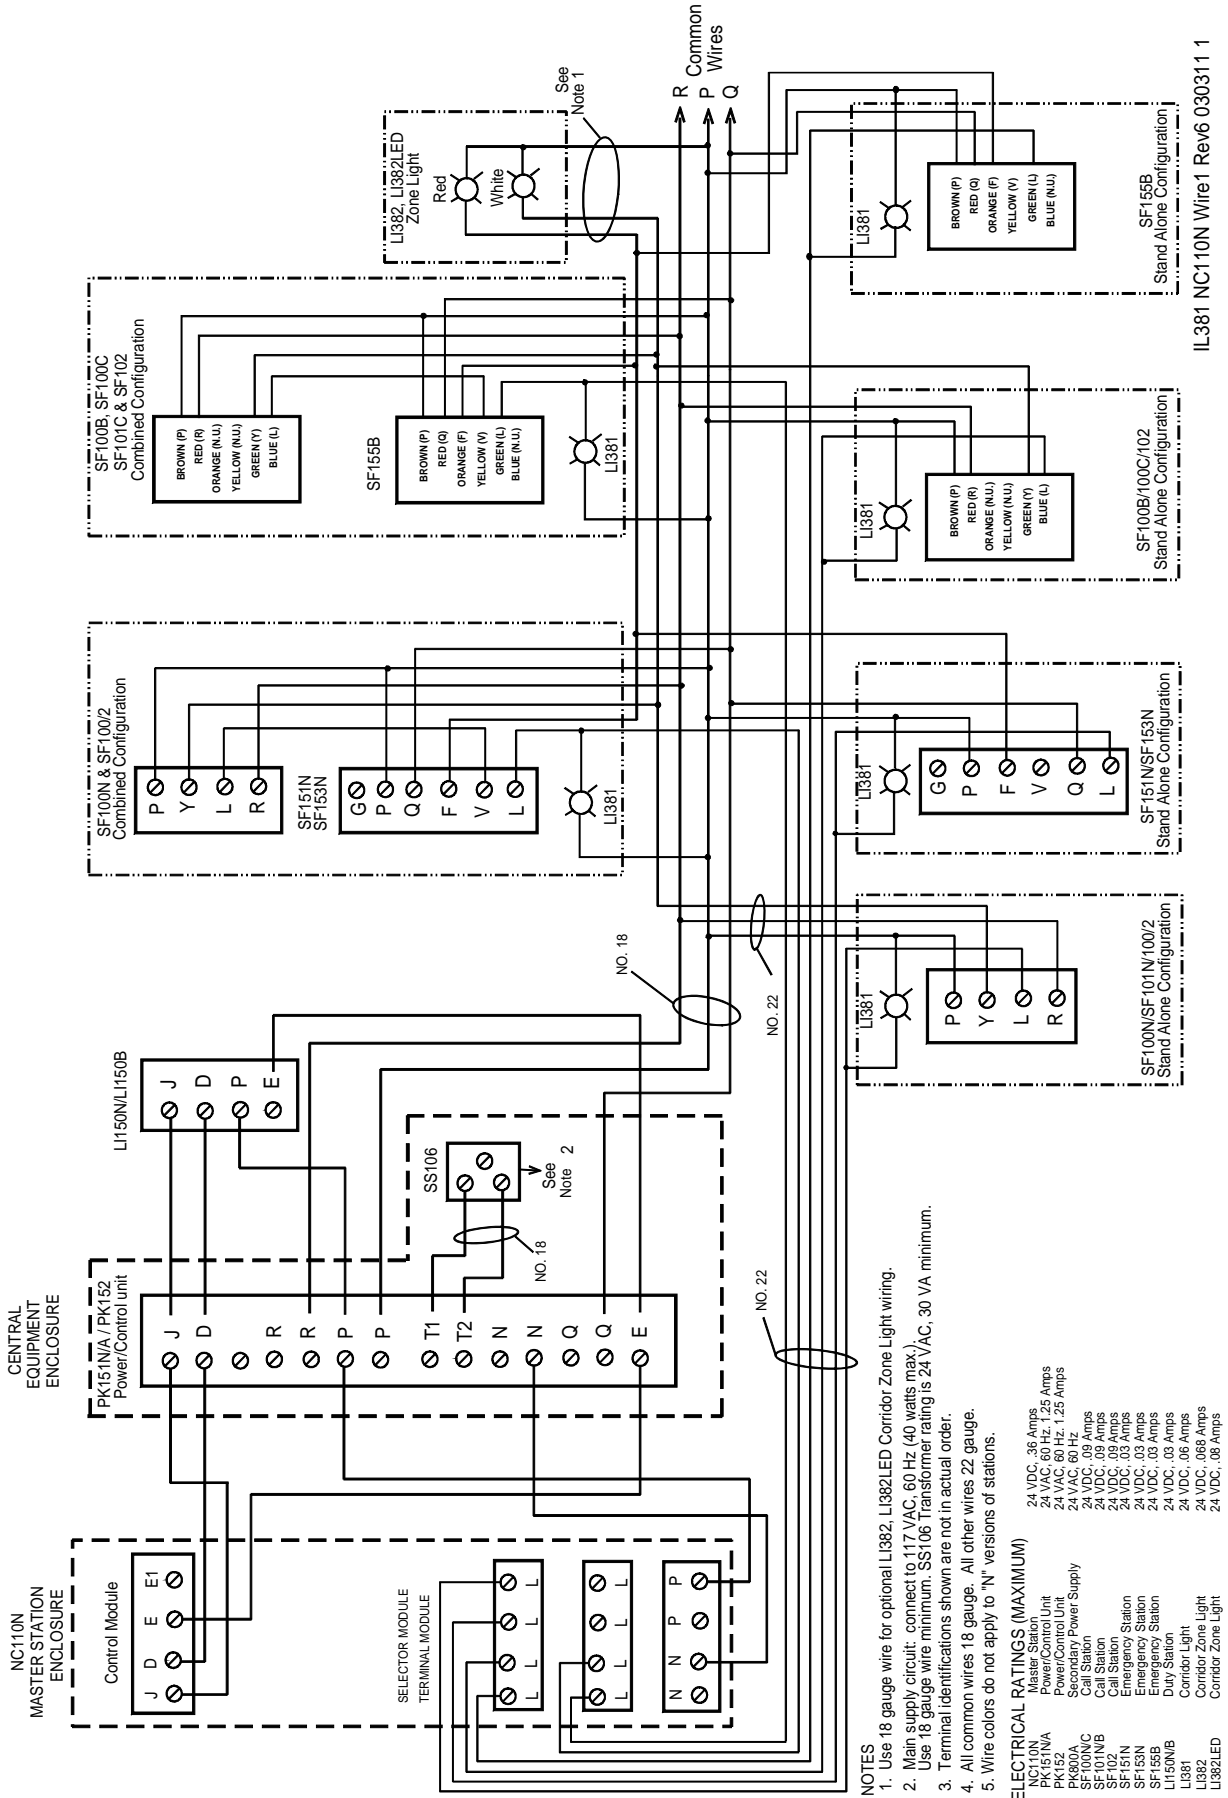 NC110N
MASTER STATION
ENCLOSURE
Control Module
J
D
E
E1
SELECTOR MODULE
TERMINAL MODULE
L
L
L
L
L
L
L
L
N
N
P
P
CENTRAL
EQUIPMENT
ENCLOSURE
PK151N/A / PK152
Power/Control unit
J
D
R
R
P
P
T1
T2
N
N
Q
Q
E
LI150N/LI150B
J
D
P
E
SS106
See
Note 2
NO. 18
NO. 18
NO. 22
NO. 22
SF100N & SF100/2
Combined Configuration
P
Y
L
R
SF151N
SF153N
G
P
Q
F
V
L
LI381
SF100B, SF100C
SF101C & SF102
Combined Configuration
BROWN (P)
RED (R)
ORANGE (N.U.)
YELLOW (N.U.)
GREEN (Y)
BLUE (L)
SF155B
BROWN (P)
RED (Q)
ORANGE (F)
YELLOW (V)
GREEN (L)
BLUE (N.U.)
LI381
LI382, LI382LED
Zone Light
Red
White
See
Note 1
R
P
Q
Common
Wires
LI381
P
Y
L
R
SF100N/SF101N/100/2
Stand Alone Configuration
LI381
G
P
F
V
Q
L
SF151N/SF153N
Stand Alone Configuration
LI381
BROWN (P)
RED (R)
ORANGE (N.U.)
YELLOW (N.U.)
GREEN (Y)
BLUE (L)
SF100B/100C/102
Stand Alone Configuration
LI381
BROWN (P)
RED (Q)
ORANGE (F)
YELLOW (V)
GREEN (L)
BLUE (N.U.)
SF155B
Stand Alone Configuration
NOTES
1. Use 18 gauge wire for optional LI382, LI382LED Corridor Zone Light wiring.
2. Main supply circuit: connect to 117 VAC, 60 Hz (40 watts max.).
Use 18 gauge wire minimum. SS106 Transformer rating is 24 VAC, 30 VA minimum.
3. Terminal identifications shown are not in actual order.
4. All common wires 18 gauge. All other wires 22 gauge.
5. Wire colors do not apply to "N" versions of stations.
ELECTRICAL RATINGS (MAXIMUM)
NC110N Master Station 24 VDC, .36 Amps
PK151N/A Power/Control Unit 24 VAC, 60 Hz. 1.25 Amps
PK152 Power/Control Unit 24 VAC, 60 Hz. 1.25 Amps
PK800A Secondary Power Supply 24 VAC, 60 Hz
SF100N/C Call Station 24 VDC, .09 Amps
SF101N/B Call Station 24 VDC, .09 Amps
SF102 Call Station 24 VDC, .09 Amps
SF151N Emergency Station 24 VDC, .03 Amps
SF153N Emergency Station 24 VDC, .03 Amps
SF155B Emergency Station 24 VDC, .03 Amps
LI150N/B Duty Station 24 VDC, .03 Amps
LI381 Corridor Light 24 VDC, .06 Amps
LI382 Corridor Zone Light 24 VDC, .068 Amps
LI382LED Corridor Zone Light 24 VDC, .08 Amps
IL381 NC110N Wire1 Rev6 030311 1